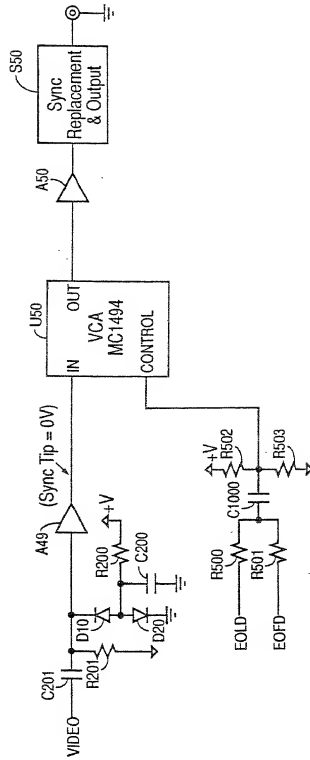 VIDEO
C201
R201
D10
D20
R200
+V
C200
A49
(Sync Tip = 0V)
U50
IN
OUT
VCA
MC1494
CONTROL
A50
S50
Sync
Replacement
& Output
EOLD
EOFD
R500
R501
C1000
+V
R502
R503